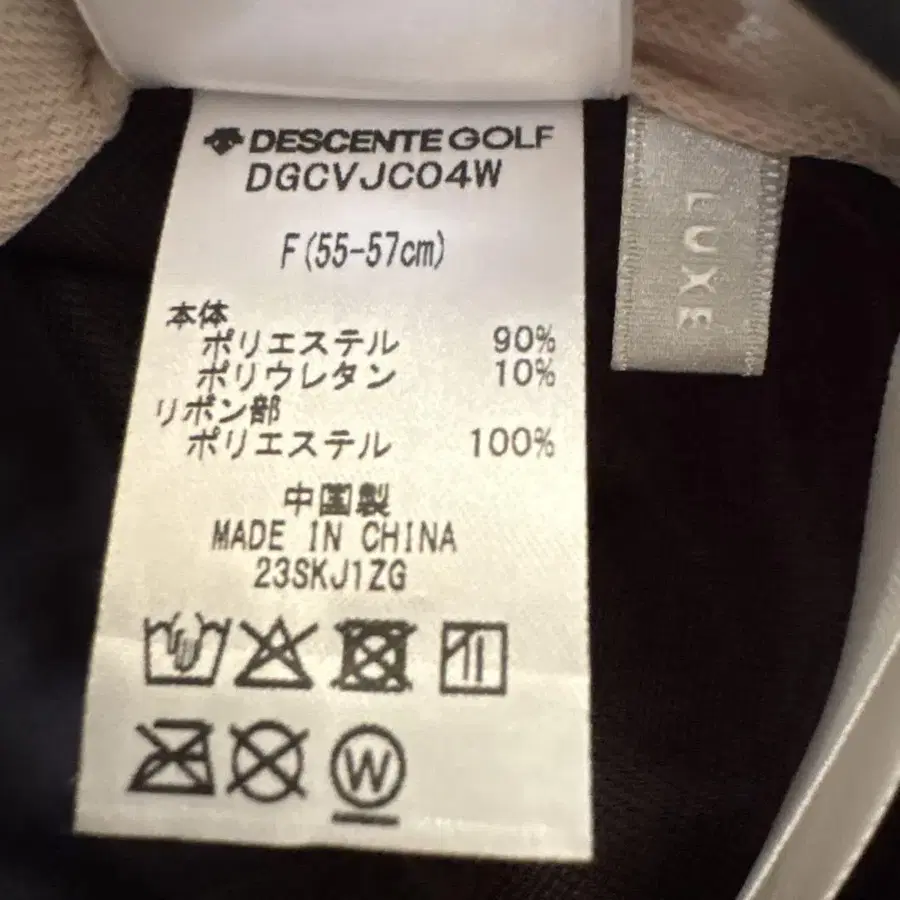 DESCENTE GOLF
DGCVJC04W
F(55-57cm)
本体
ポリエステル 90%
ポリウレタン 10%
リボン部
ポリエステル 100%
中国製
MADE IN CHINA
23SKJ1ZG
W
LUXE